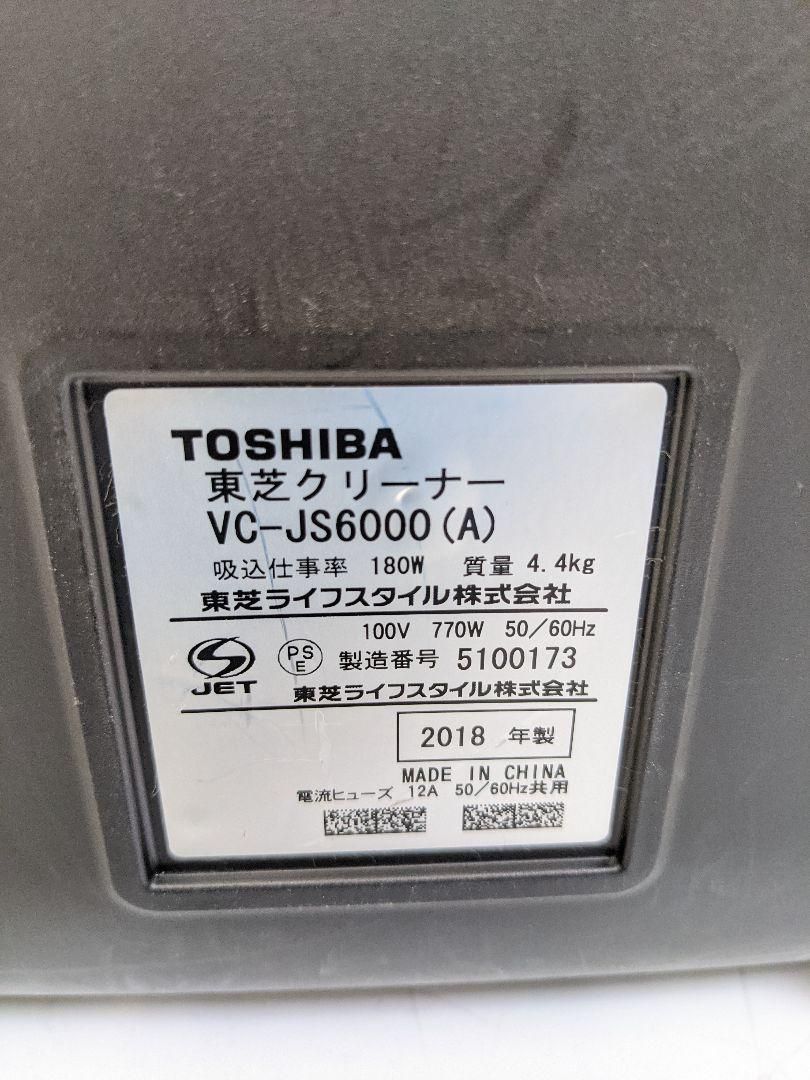 TOSHIBA
東芝クリーナー
VC-JS6000(A)
吸込仕事率 180W 質量 4.4kg
東芝ライフスタイル株式会社
100V 770W 50/60Hz
JET PSE 製造番号 5100173
東芝ライフスタイル株式会社
2018 年製
MADE IN CHINA
電流ヒューズ 12A 50/60Hz共用